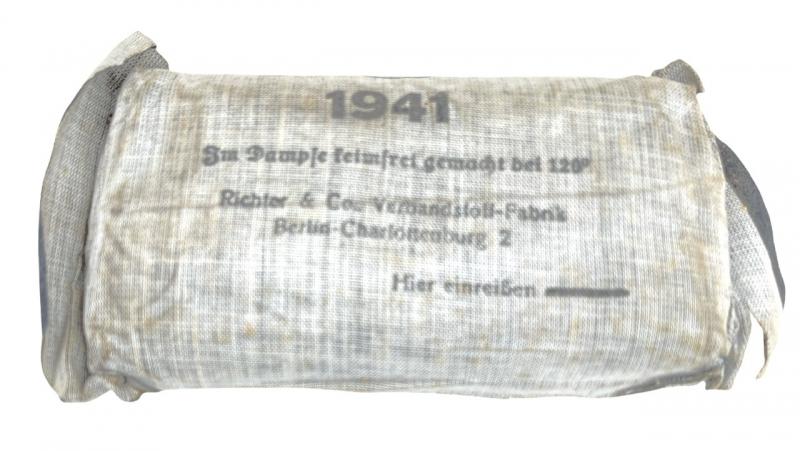 1941
Im Dampfe keimfrei gemacht bei 120°
Richter & Co., Verbandstoff-Fabrik
Berlin-Charlottenburg 2
Hier einreißen